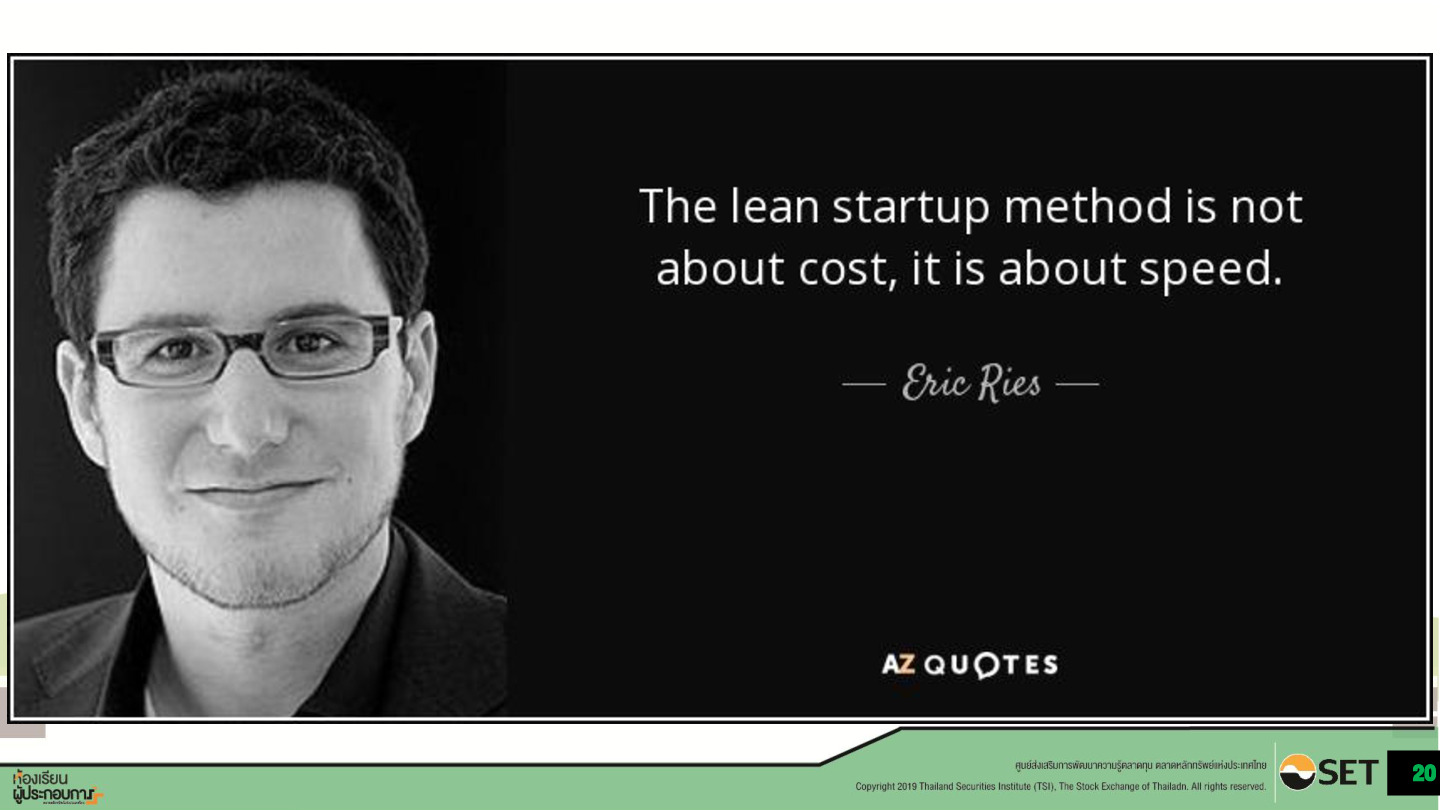 The lean startup method is not
about cost, it is about speed.
Eric Ries
AZ QUOTES
ห้องเรียน
ผู้ประกอบการ
ศูนย์ส่งเสริมการพัฒนาความรู้ตลาดทุน ตลาดหลักทรัพย์แห่งประเทศไทย
Copyright 2019 Thailand Securities Institute (TSI), The Stock Exchange of Thailadn. All rights reserved.
SET
20